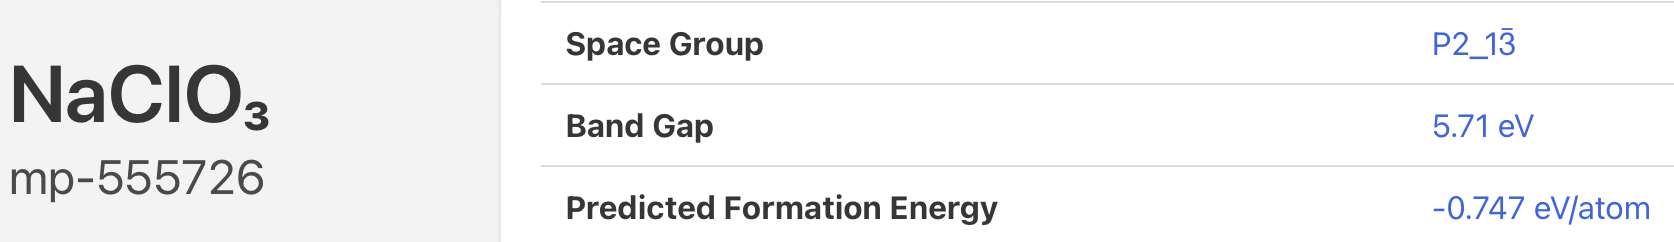 NaClO₃
mp-555726
Space Group P2_13̄
Band Gap 5.71 eV
Predicted Formation Energy -0.747 eV/atom